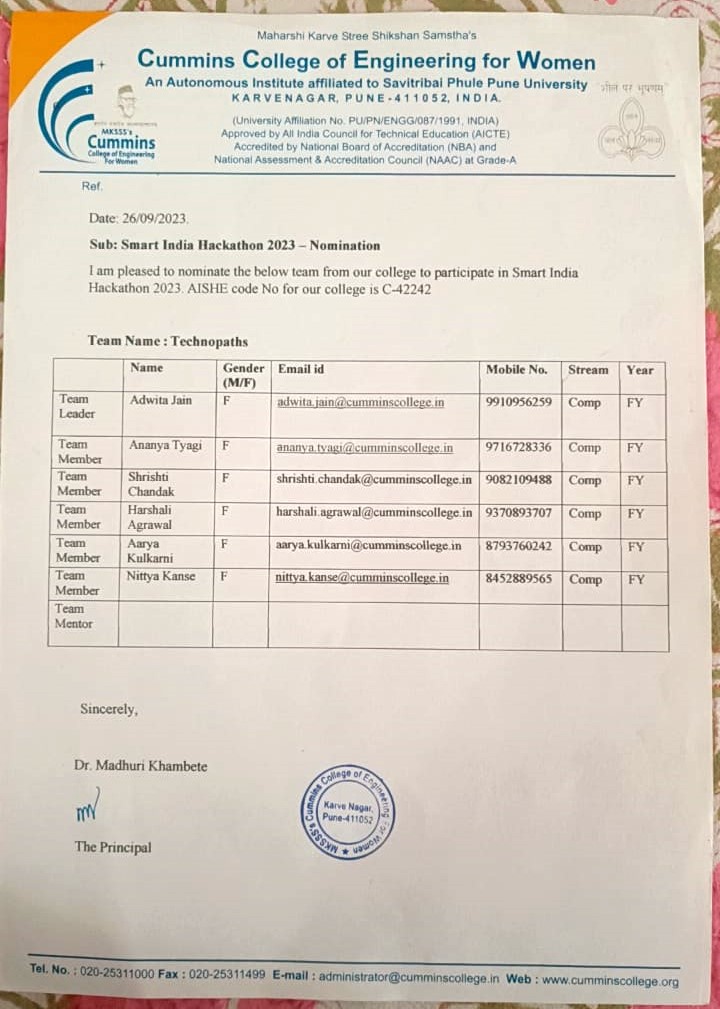 Maharshi Karve Stree Shikshan Samstha's
Cummins College of Engineering for Women
An Autonomous Institute affiliated to Savitribai Phule Pune University
KARVENAGAR, PUNE-411052, INDIA.
(University Affiliation No. PU/PN/ENGG/087/1991, INDIA)
Approved by All India Council for Technical Education (AICTE)
Accredited by National Board of Accreditation (NBA) and
National Assessment & Accreditation Council (NAAC) at Grade-A
MKSSS's
Cummins
College of Engineering
For Women
Ref.
Date: 26/09/2023.
Sub: Smart India Hackathon 2023 – Nomination
I am pleased to nominate the below team from our college to participate in Smart India
Hackathon 2023. AISHE code No for our college is C-42242
Team Name : Technopaths
Name Gender (M/F) Email id Mobile No. Stream Year
Team Leader Adwita Jain F adwita.jain@cumminscollege.in 9910956259 Comp FY
Team Member Ananya Tyagi F ananya.tyagi@cumminscollege.in 9716728336 Comp FY
Team Member Shrishti Chandak F shrishti.chandak@cumminscollege.in 9082109488 Comp FY
Team Member Harshali Agrawal F harshali.agrawal@cumminscollege.in 9370893707 Comp FY
Team Member Aarya Kulkarni F aarya.kulkarni@cumminscollege.in 8793760242 Comp FY
Team Member Nittya Kanse F nittya.kanse@cumminscollege.in 8452889565 Comp FY
Team Mentor
Sincerely,
Dr. Madhuri Khambete
The Principal
MKSSS's Cummins College of Engineering For Women ★
Karve Nagar,
Pune-411052
Tel. No. : 020-25311000 Fax : 020-25311499 E-mail : administrator@cumminscollege.in Web : www.cumminscollege.org